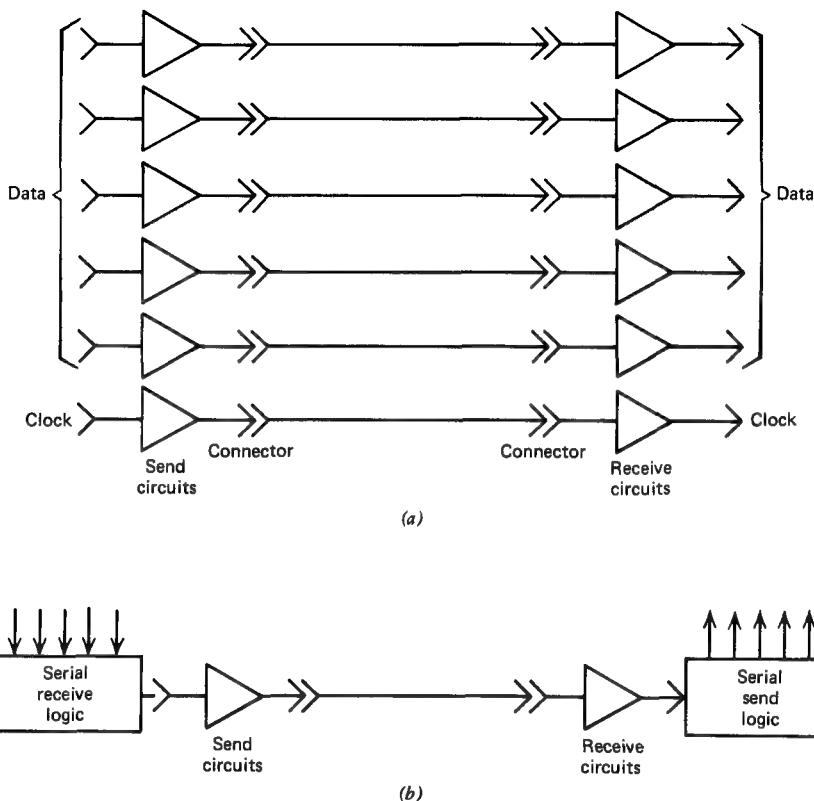 Data
Data
Clock
Clock
Connector
Connector
Send
circuits
Receive
circuits
(a)
Serial
receive
logic
Serial
send
logic
Send
circuits
Receive
circuits
(b)